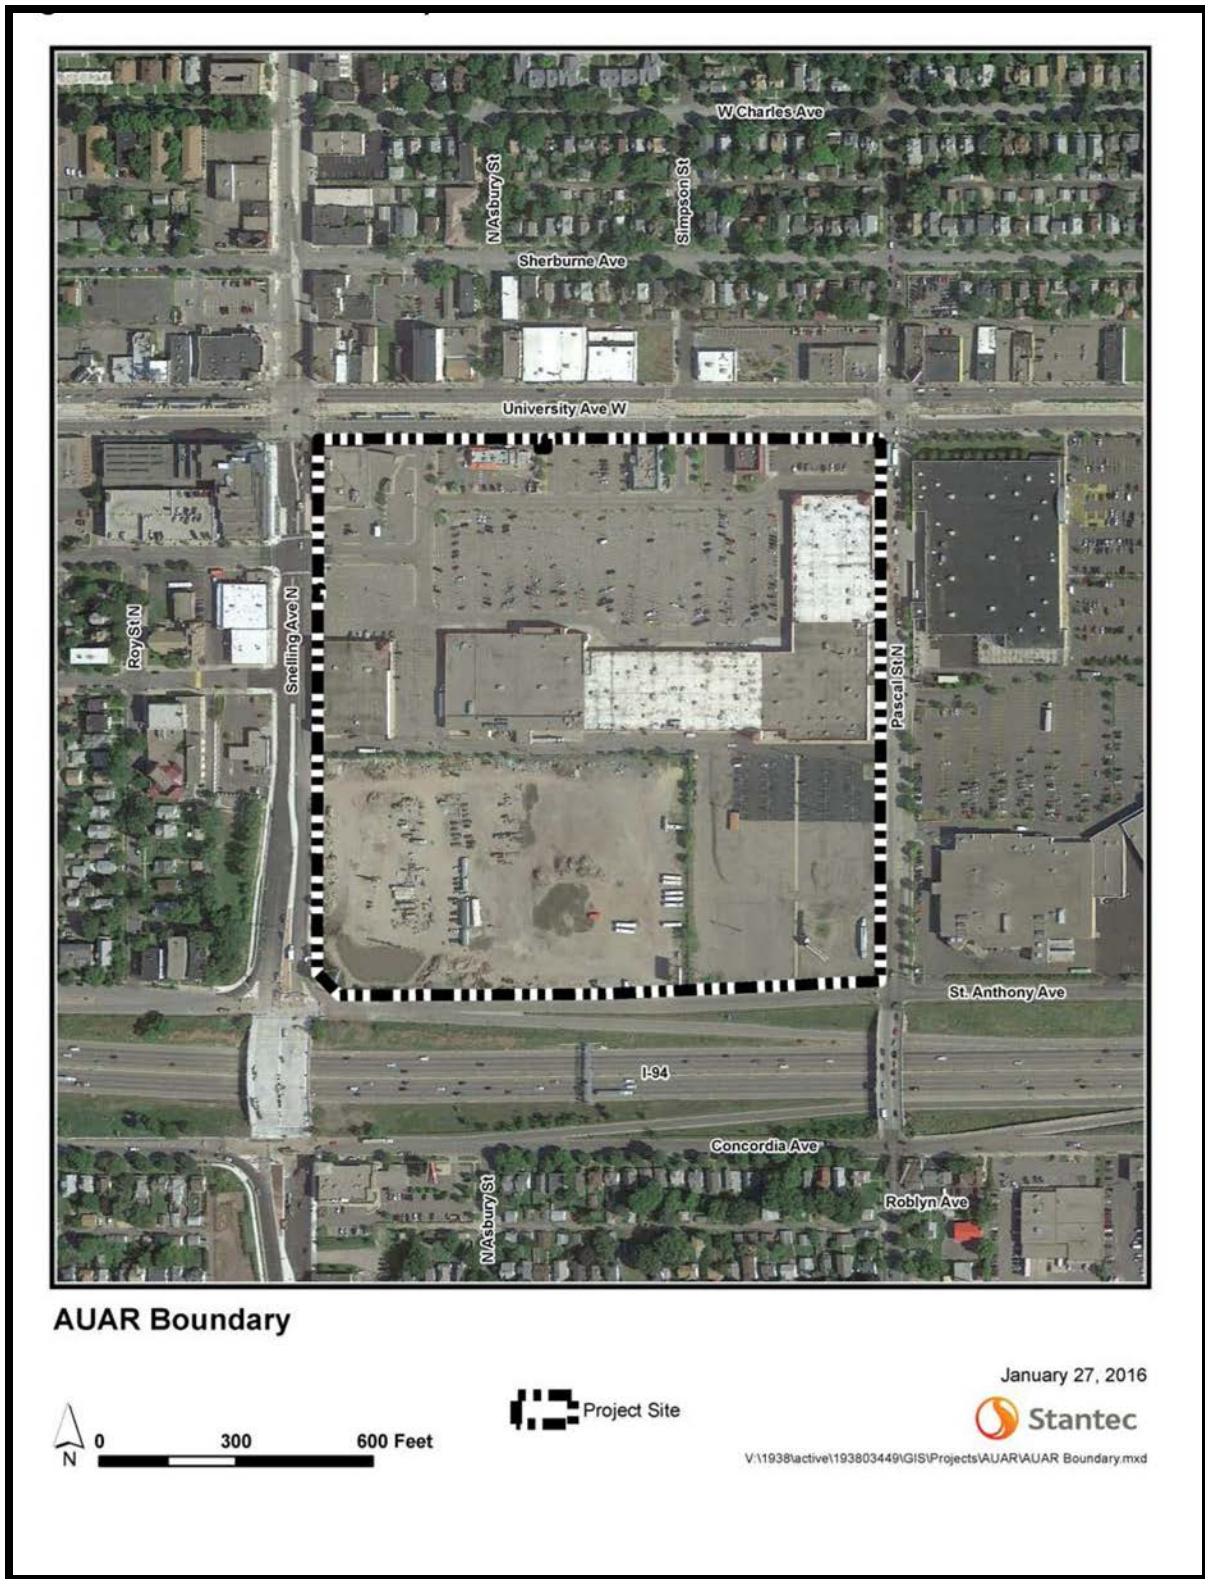 W Charles Ave
N Asbury St
Simpson St
Sherburne Ave
University Ave W
Roy St N
Snelling Ave N
Pascal St N
St. Anthony Ave
I-94
Concordia Ave
N Asbury St
Roblyn Ave
AUAR Boundary
January 27, 2016
Project Site
Stantec
0 300 600 Feet
N
V:\1938\active\193803449\GIS\Projects\AUAR\AUAR Boundary.mxd